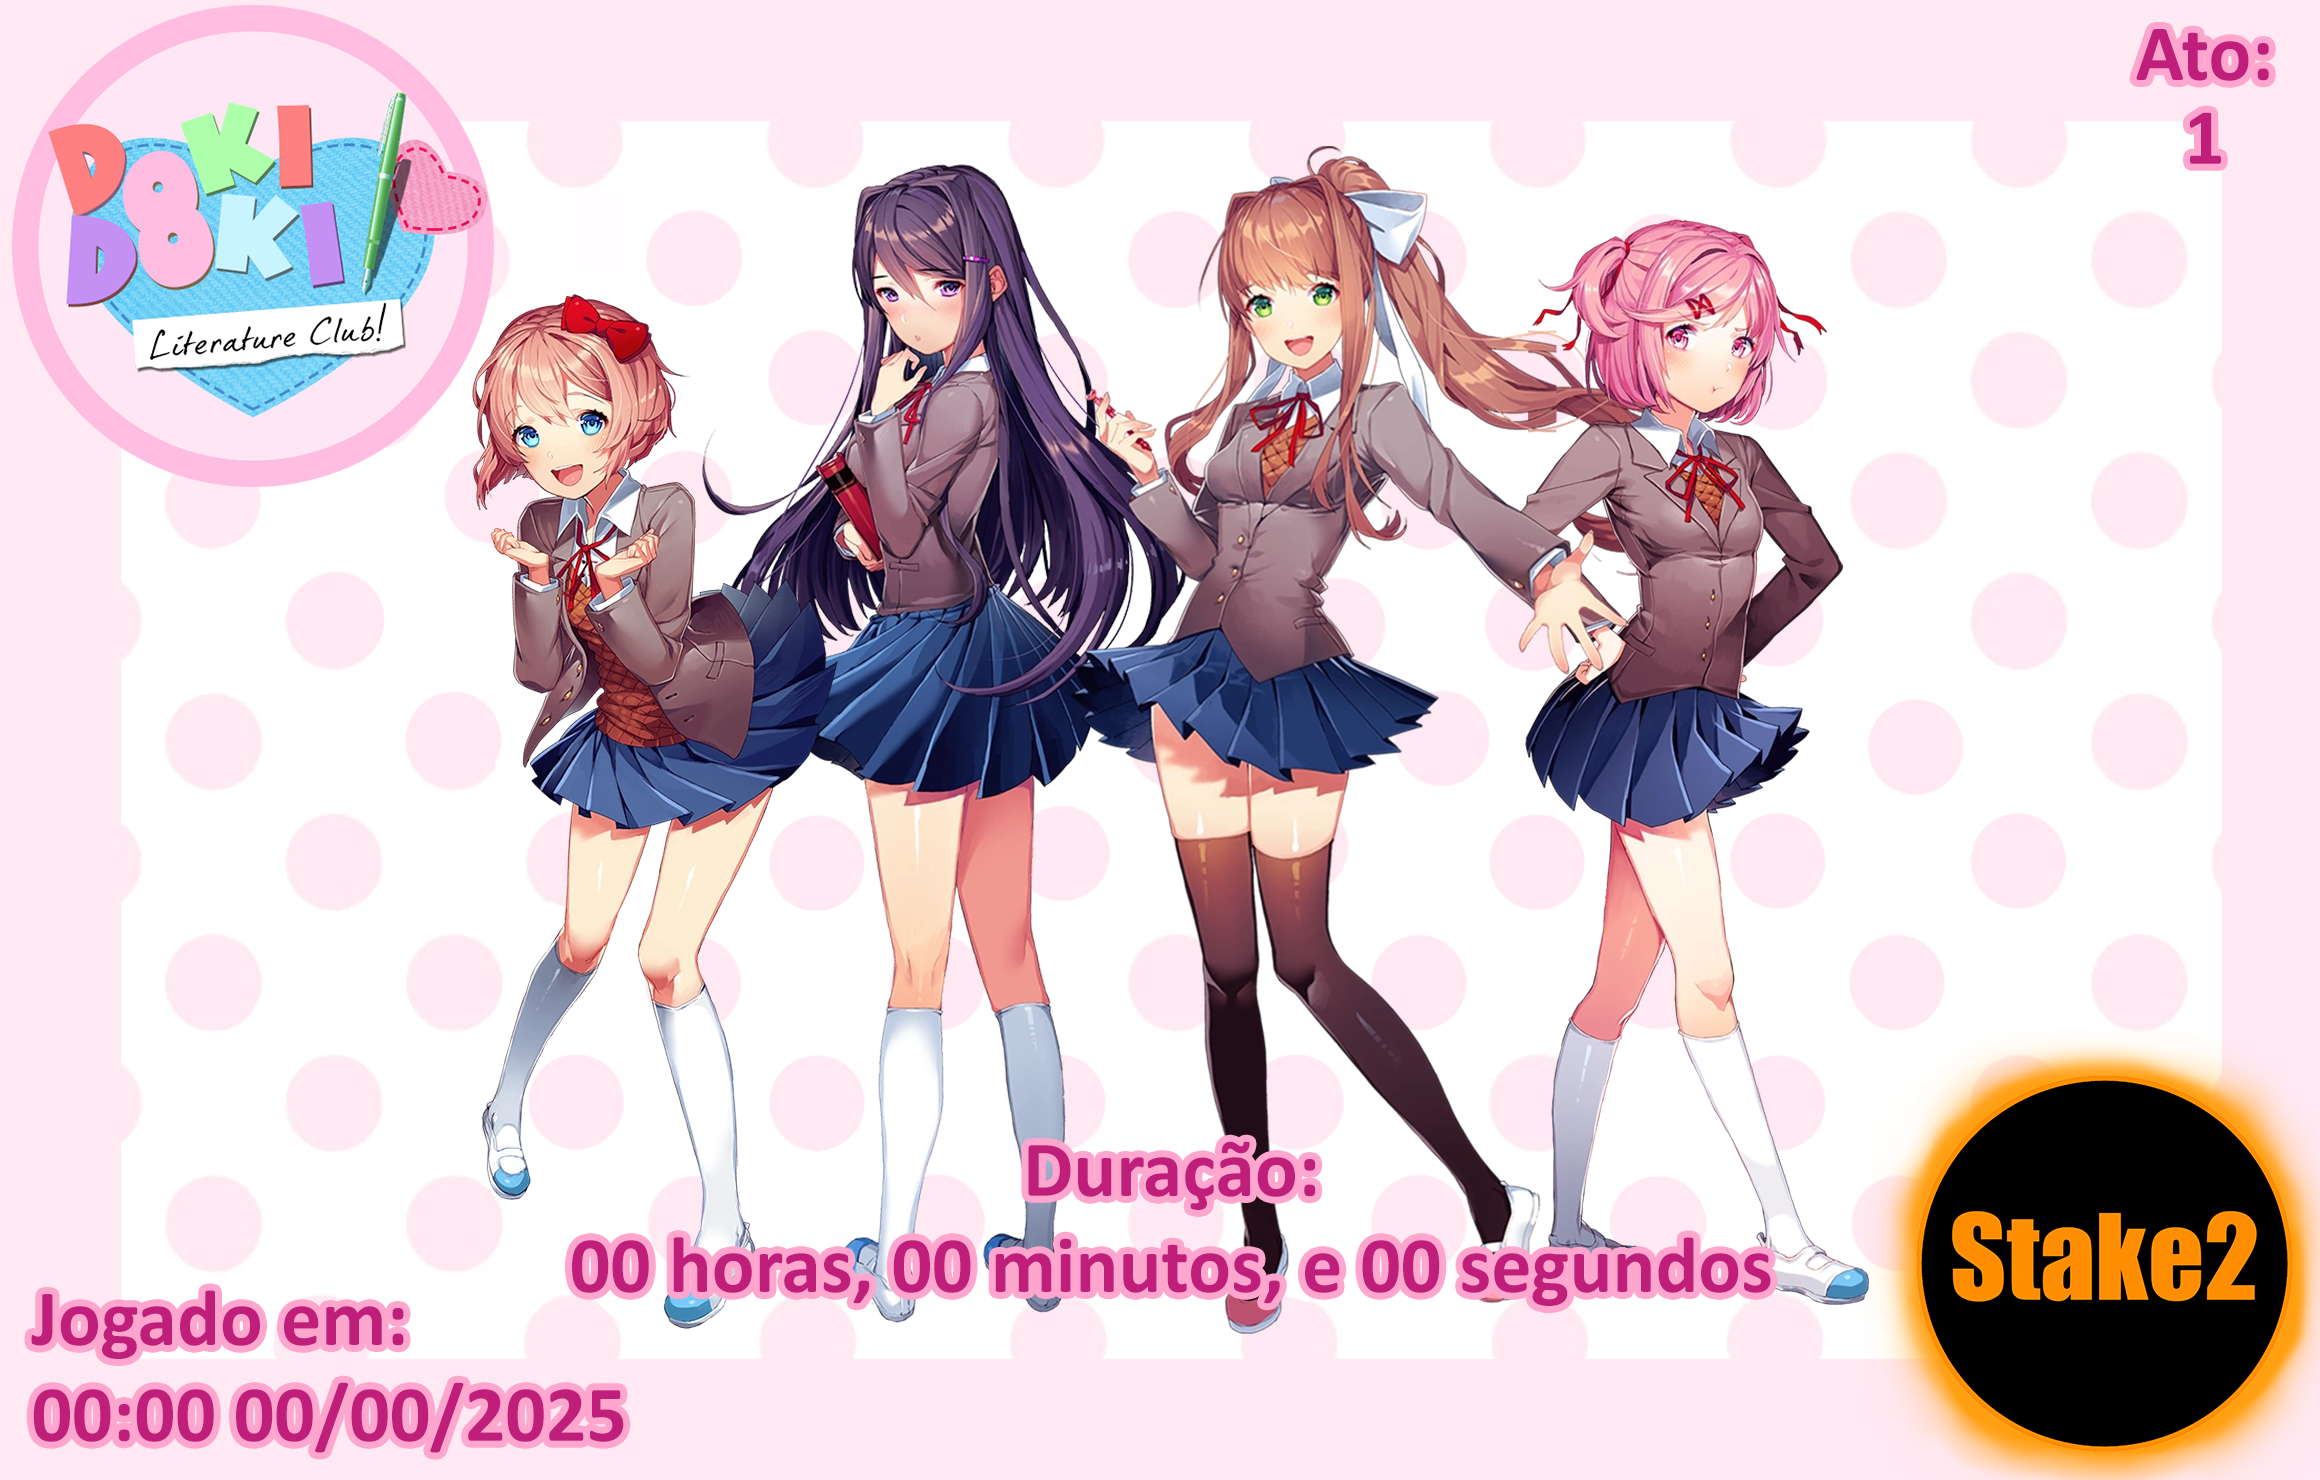 DOKI
DOKI
Literature Club!
Ato:
1
Duração:
00 horas, 00 minutos, e 00 segundos
Jogado em:
00:00 00/00/2025
Stake2